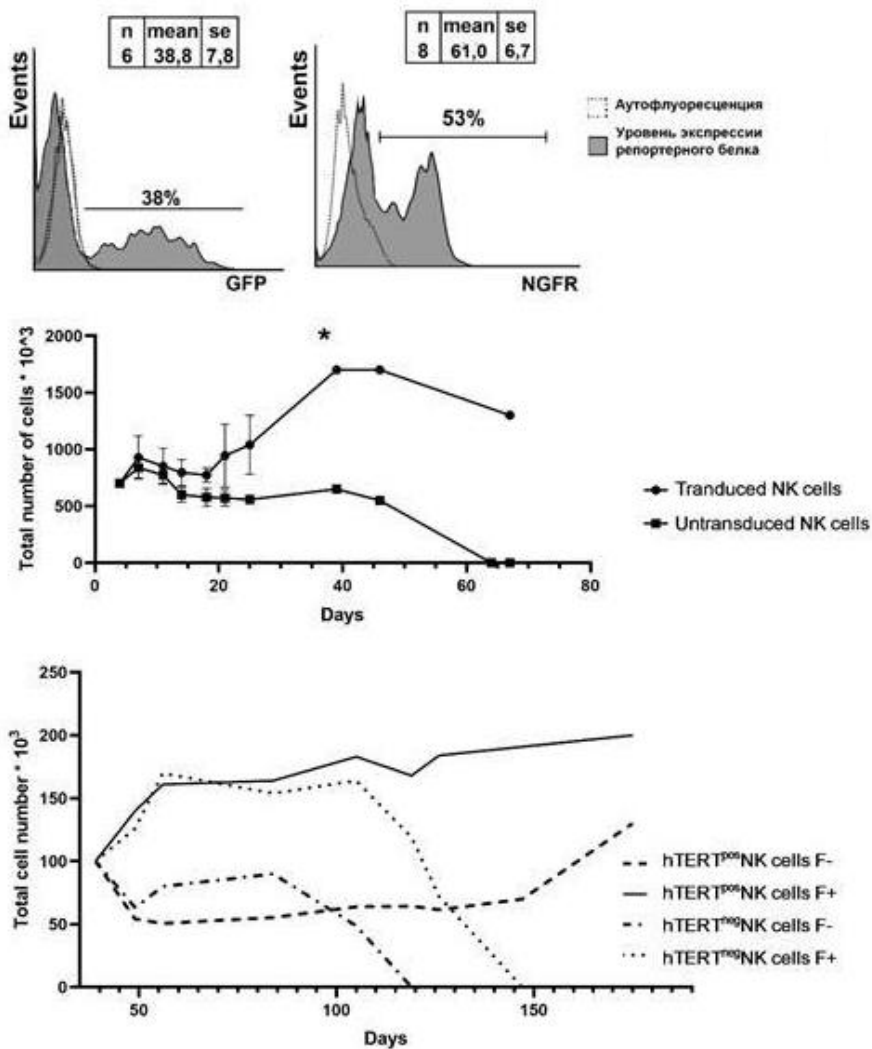 n mean se
6 38,8 7,8
n mean se
8 61,0 6,7
Events
38%
GFP
Events
53%
NGFR
Аутофлуоресценция
Уровень экспрессии
репортерного белка
Total number of cells * 10^3
2000
1500
1000
500
0
*
0 20 40 60 80
Days
Tranduced NK cells
Untransduced NK cells
Total cell number * 10³
250
200
150
100
50
0
50 100 150
Days
hTERTᵖᵒˢNK cells F-
hTERTᵖᵒˢNK cells F+
hTERTⁿᵉᵍNK cells F-
hTERTⁿᵉᵍNK cells F+